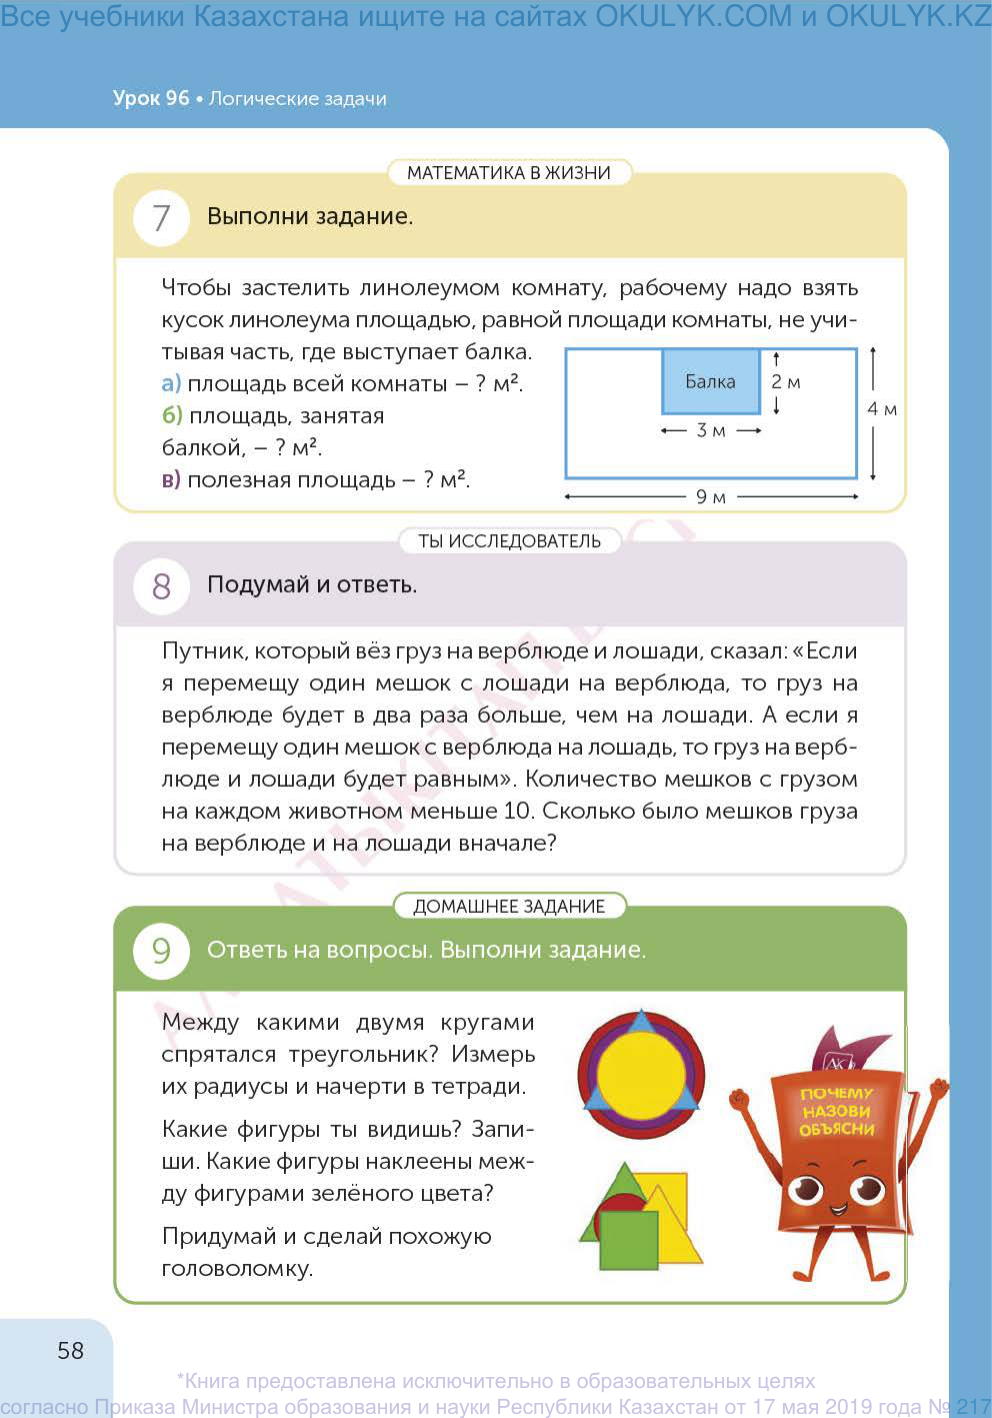 Все учебники Казахстана ищите на сайтах OKULYK.COM и OKULYK.KZ
Урок 96 • Логические задачи
МАТЕМАТИКА В ЖИЗНИ
7
Выполни задание.
Чтобы застелить линолеумом комнату, рабочему надо взять
кусок линолеума площадью, равной площади комнаты, не учи-
тывая часть, где выступает балка.
а) площадь всей комнаты – ? м².
б) площадь, занятая
балкой, – ? м².
в) полезная площадь – ? м².
Балка
2 м
4 м
3 м
9 м
ТЫ ИССЛЕДОВАТЕЛЬ
8
Подумай и ответь.
Путник, который вёз груз на верблюде и лошади, сказал: «Если
я перемещу один мешок с лошади на верблюда, то груз на
верблюде будет в два раза больше, чем на лошади. А если я
перемещу один мешок с верблюда на лошадь, то груз на верб-
люде и лошади будет равным». Количество мешков с грузом
на каждом животном меньше 10. Сколько было мешков груза
на верблюде и на лошади вначале?
ДОМАШНЕЕ ЗАДАНИЕ
9
Ответь на вопросы. Выполни задание.
Между какими двумя кругами
спрятался треугольник? Измерь
их радиусы и начерти в тетради.
Какие фигуры ты видишь? Запи-
ши. Какие фигуры наклеены меж-
ду фигурами зелёного цвета?
Придумай и сделай похожую
головоломку.
АК
ПОЧЕМУ
НАЗОВИ
ОБЪЯСНИ
58
*Книга предоставлена исключительно в образовательных целях
согласно Приказа Министра образования и науки Республики Казахстан от 17 мая 2019 года № 217